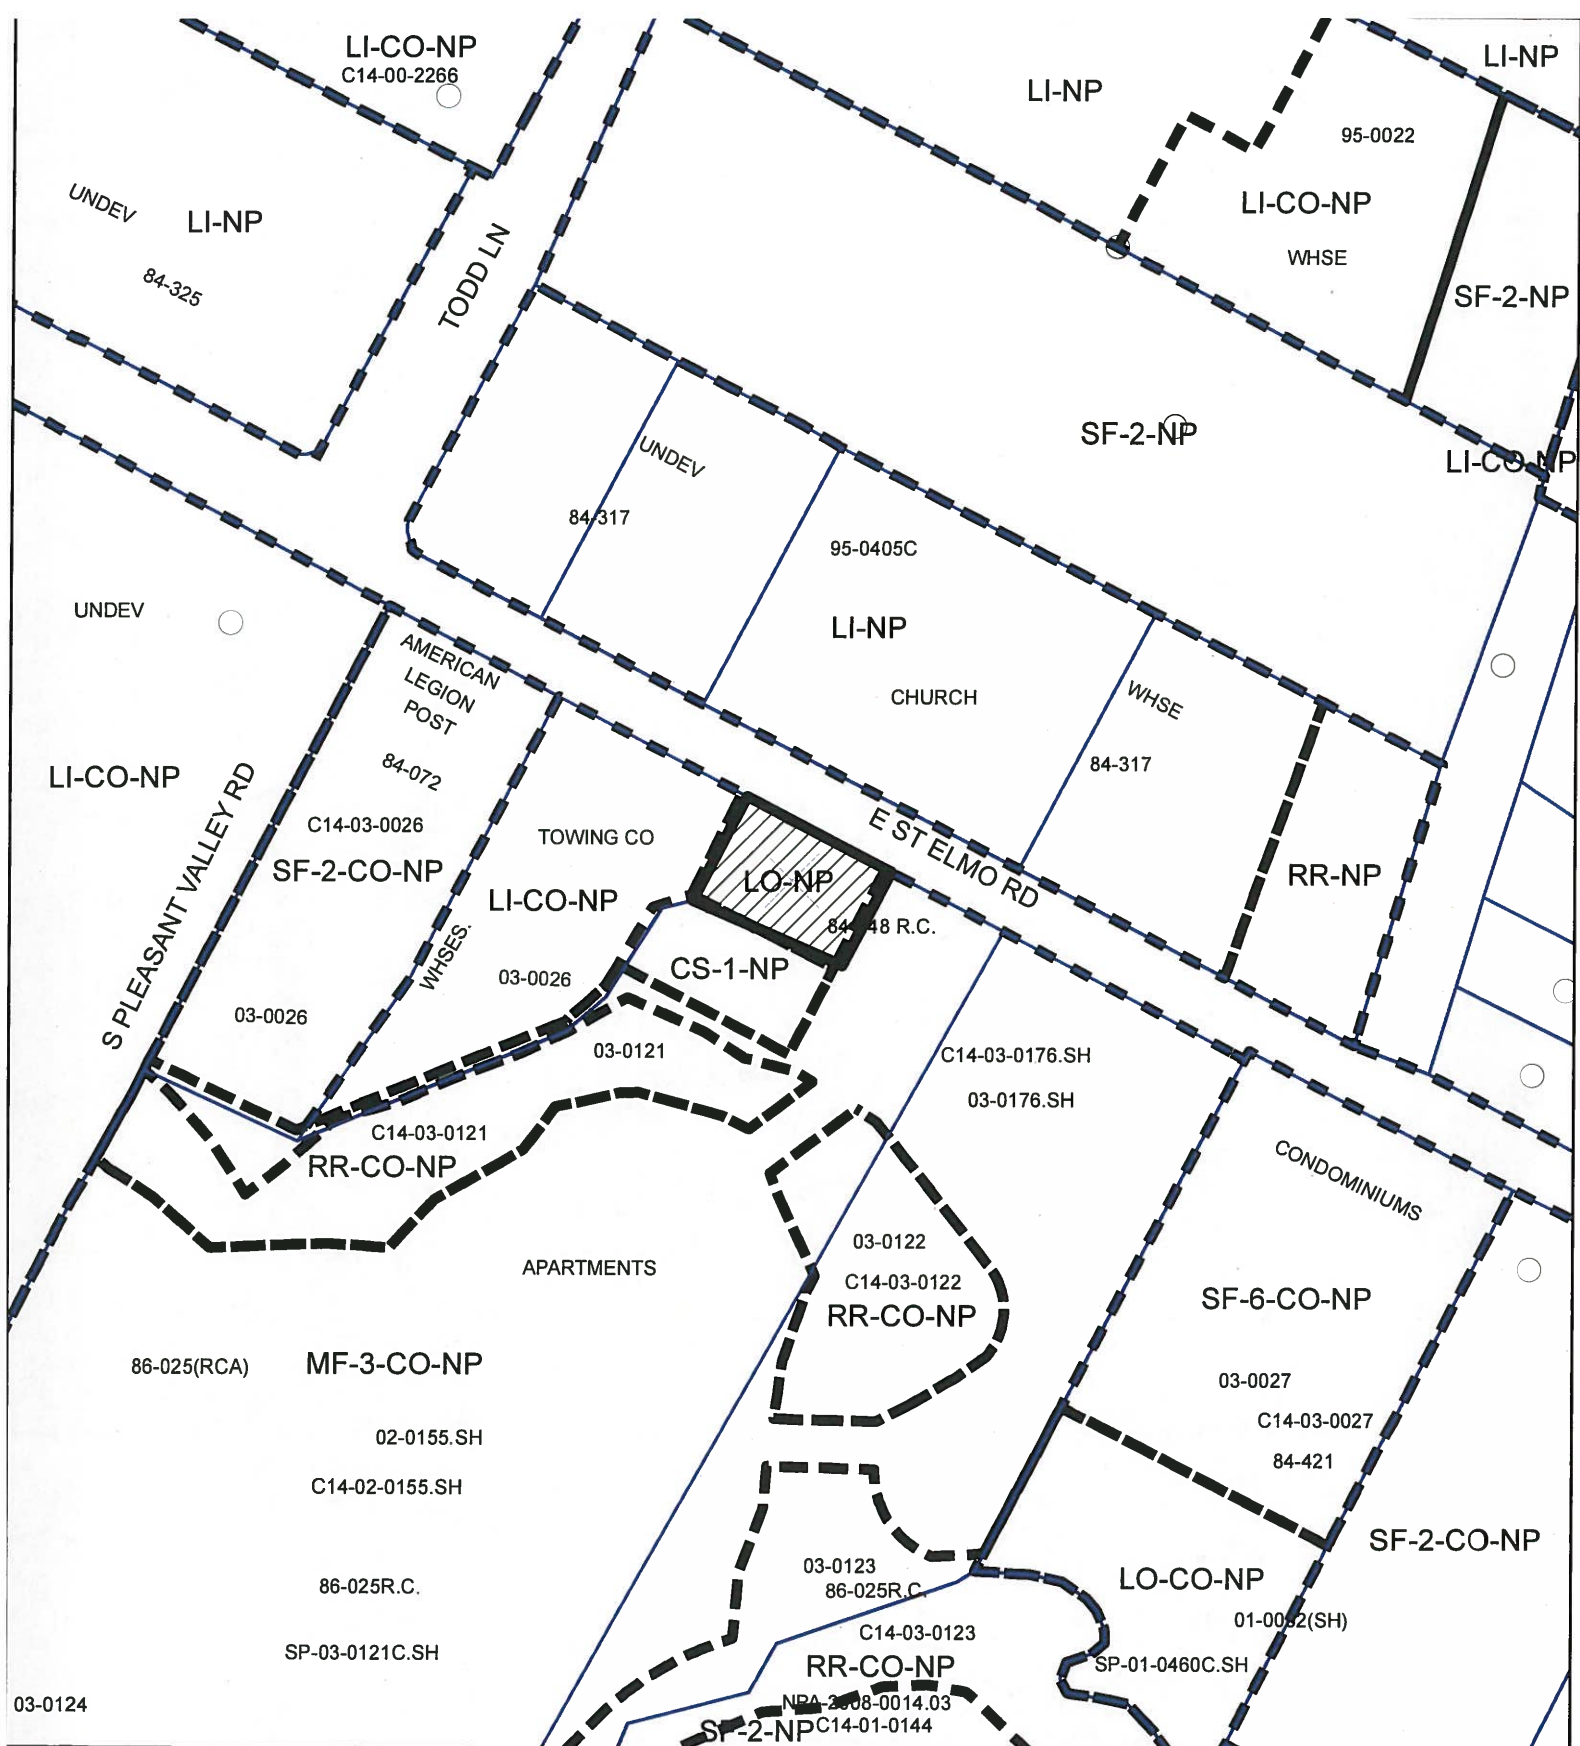 LI-CO-NP
C14-00-2266
LI-NP
LI-NP
95-0022
LI-CO-NP
WHSE
SF-2-NP
UNDEV
LI-NP
84-325
TODD LN
SF-2-NP
LI-CO-NP
UNDEV
84-317
95-0405C
LI-NP
CHURCH
WHSE
84-317
UNDEV
LI-CO-NP
S PLEASANT VALLEY RD
AMERICAN
LEGION
POST
84-072
C14-03-0026
SF-2-CO-NP
03-0026
WHSES.
TOWING CO
LI-CO-NP
03-0026
LO-NP
R.C.
CS-1-NP
E ST ELMO RD
RR-NP
03-0121
C14-03-0121
RR-CO-NP
C14-03-0176.SH
03-0176.SH
CONDOMINIUMS
APARTMENTS
03-0122
C14-03-0122
RR-CO-NP
SF-6-CO-NP
86-025(RCA)
MF-3-CO-NP
03-0027
C14-03-0027
84-421
02-0155.SH
C14-02-0155.SH
SF-2-CO-NP
03-0123
86-025R.C.
LO-CO-NP
86-025R.C.
C14-03-0123
SP-03-0121C.SH
RR-CO-NP
SP-01-0460C.SH
03-0124
SF-2-NP
C14-01-0144